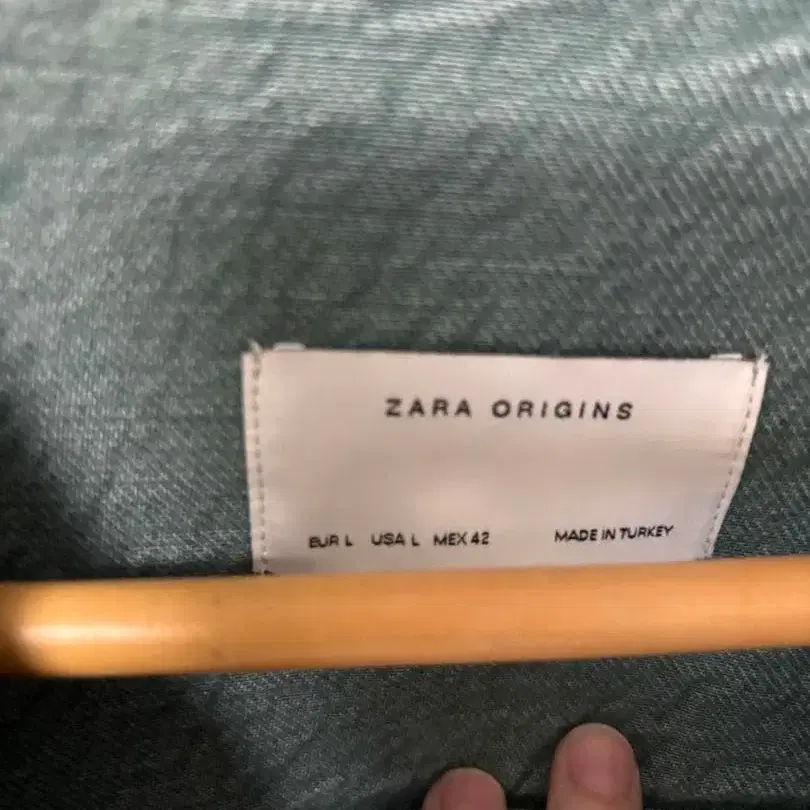 ZARA ORIGINS
EUR L USA L MEX 42 MADE IN TURKEY